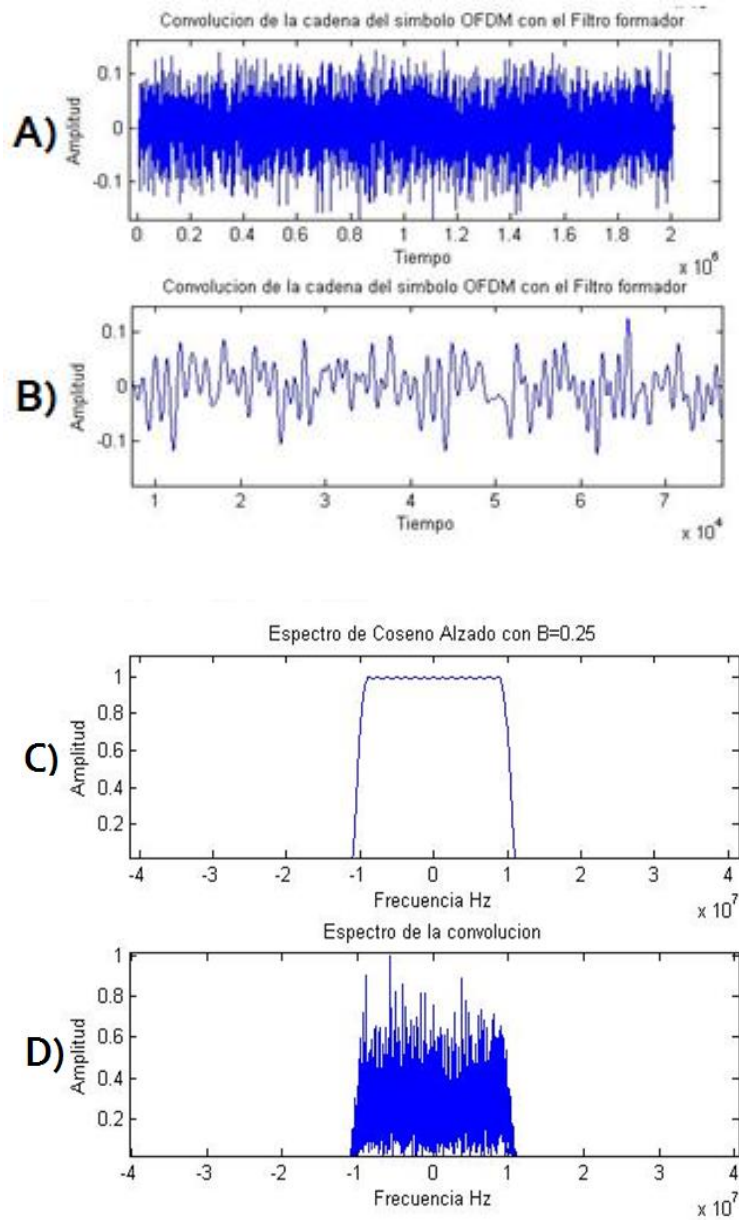 Convolucion de la cadena del simbolo OFDM con el Filtro formador
A)
Amplitud
0.1
0
-0.1
0 0.2 0.4 0.6 0.8 1 1.2 1.4 1.6 1.8 2
Tiempo
x 10^6
Convolucion de la cadena del simbolo OFDM con el Filtro formador
B)
Amplitud
0.1
0
-0.1
1 2 3 4 5 6 7
Tiempo
x 10^4
Espectro de Coseno Alzado con B=0.25
C)
Amplitud
1
0.8
0.6
0.4
0.2
-4 -3 -2 -1 0 1 2 3 4
Frecuencia Hz
x 10^7
Espectro de la convolucion
D)
Amplitud
1
0.8
0.6
0.4
0.2
-4 -3 -2 -1 0 1 2 3 4
Frecuencia Hz
x 10^7